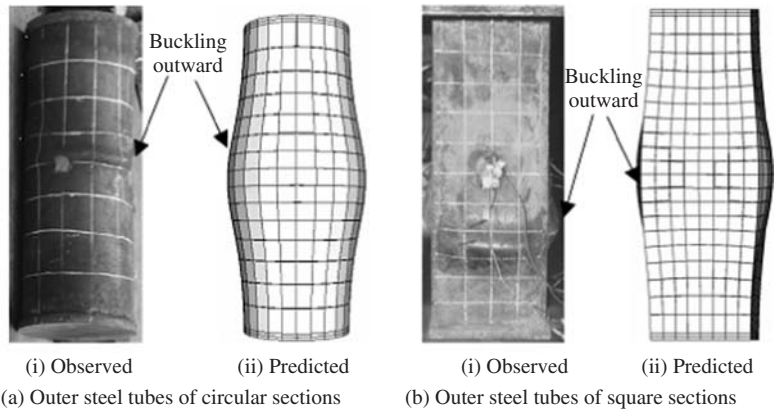 Buckling
outward
Buckling
outward
(i) Observed
(ii) Predicted
(i) Observed
(ii) Predicted
(a) Outer steel tubes of circular sections
(b) Outer steel tubes of square sections